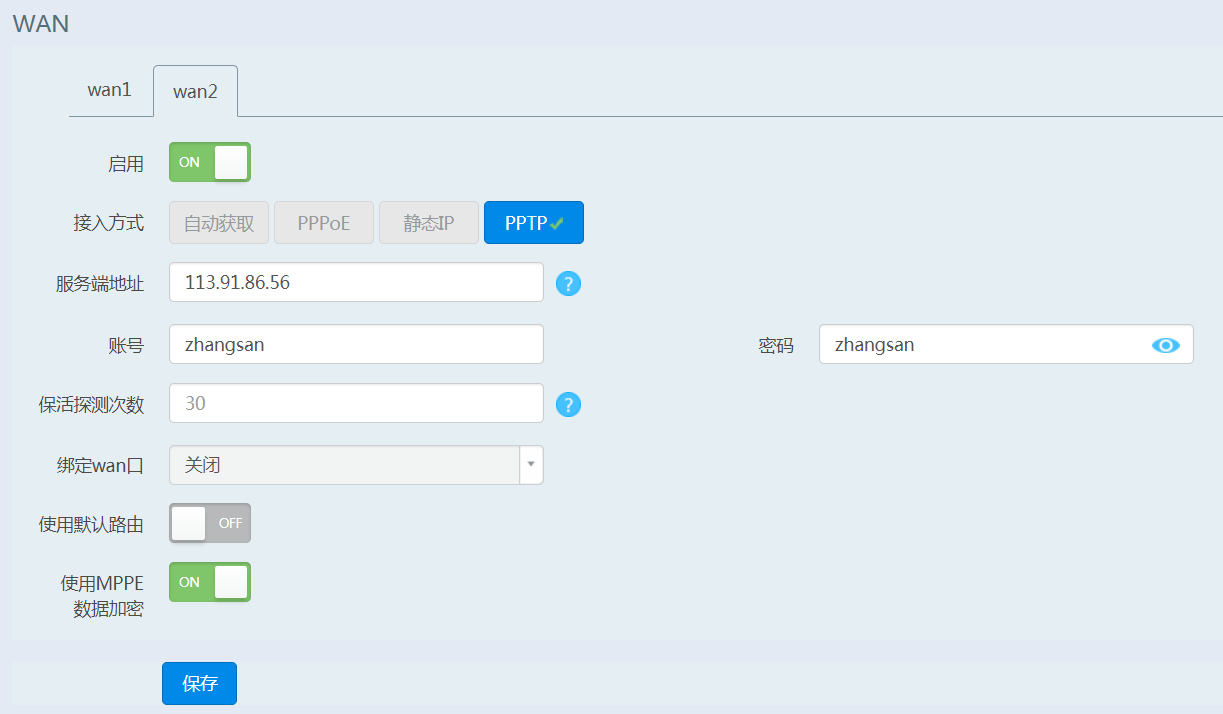 WAN
wan1 wan2
启用 ON
接入方式 自动获取 PPPoE 静态IP PPTP
服务端地址 113.91.86.56 ?
账号 zhangsan 密码 zhangsan
保活探测次数 30 ?
绑定wan口 关闭
使用默认路由 OFF
使用MPPE ON
数据加密
保存